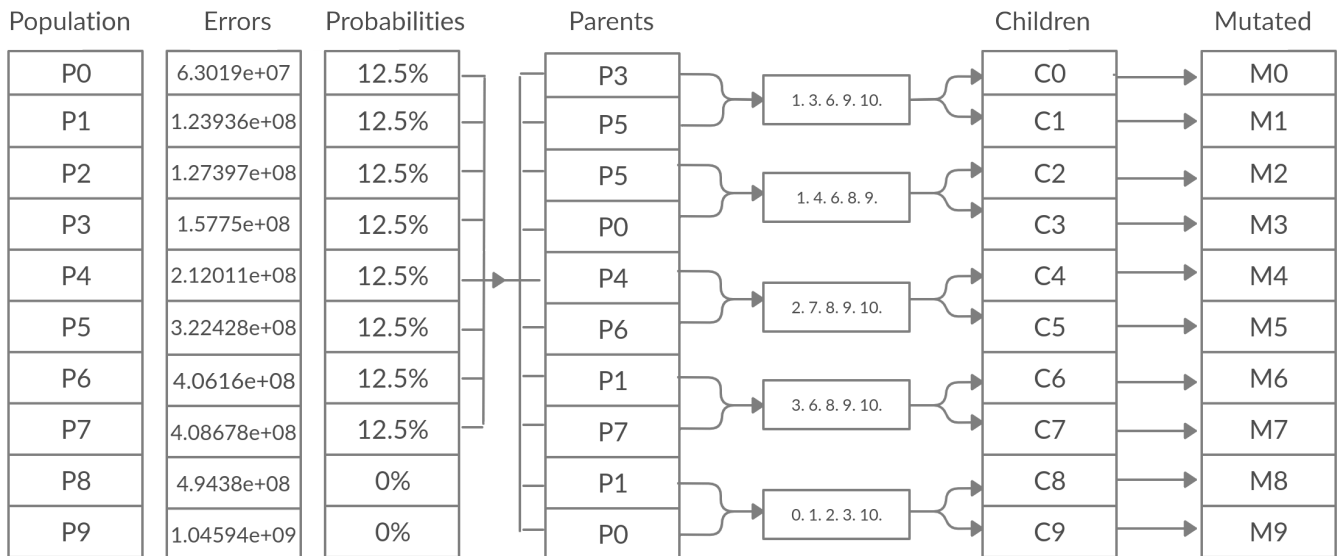 Population Errors Probabilities Parents Children Mutated
P0 6.3019e+07 12.5% P3 1. 3. 6. 9. 10. C0 M0
P1 1.23936e+08 12.5% P5 C1 M1
P2 1.27397e+08 12.5% P5 1. 4. 6. 8. 9. C2 M2
P3 1.5775e+08 12.5% P0 C3 M3
P4 2.12011e+08 12.5% P4 2. 7. 8. 9. 10. C4 M4
P5 3.22428e+08 12.5% P6 C5 M5
P6 4.0616e+08 12.5% P1 3. 6. 8. 9. 10. C6 M6
P7 4.08678e+08 12.5% P7 C7 M7
P8 4.9438e+08 0% P1 0. 1. 2. 3. 10. C8 M8
P9 1.04594e+09 0% P0 C9 M9